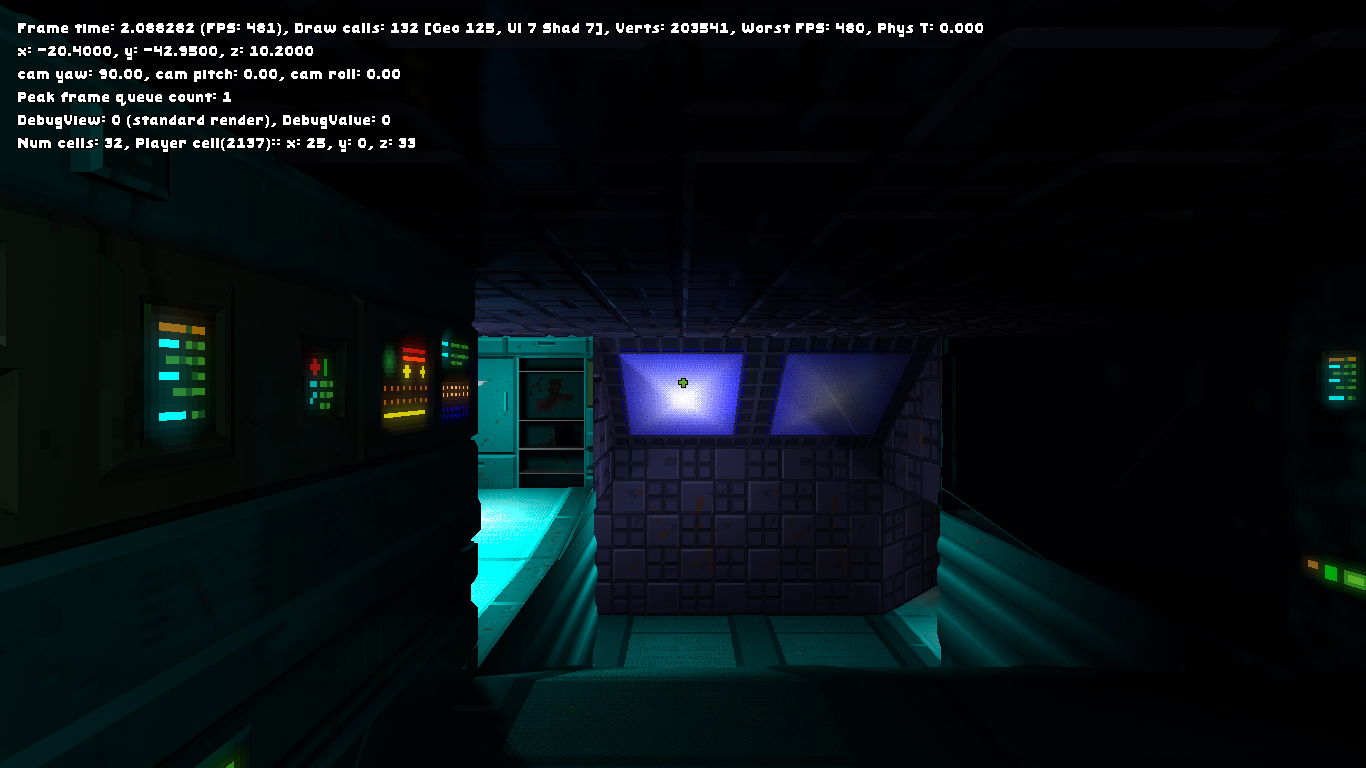 Frame time: 2.088282 (FPS: 481), Draw calls: 132 [Geo 125, UI 7 Shad 7], Verts: 203541, Worst FPS: 480, Phys T: 0.000
x: -20.4000, y: -42.9500, z: 10.2000
cam yaw: 90.00, cam pitch: 0.00, cam roll: 0.00
Peak frame queue count: 1
DebugView: 0 (standard render), DebugValue: 0
Num cells: 32, Player cell(2137):: x: 25, y: 0, z: 33